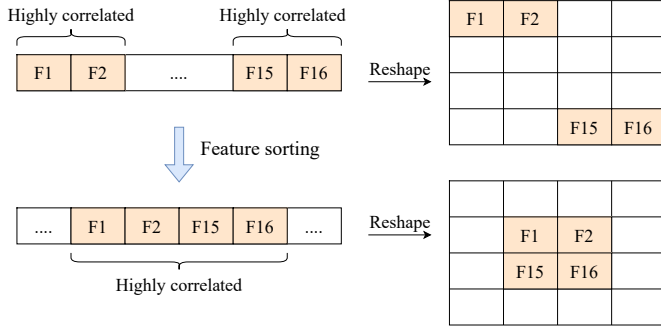 Highly correlated
Highly correlated
F1 F2 .... F15 F16
Reshape
F1 F2
F15 F16
Feature sorting
.... F1 F2 F15 F16 ....
Highly correlated
Reshape
F1 F2
F15 F16